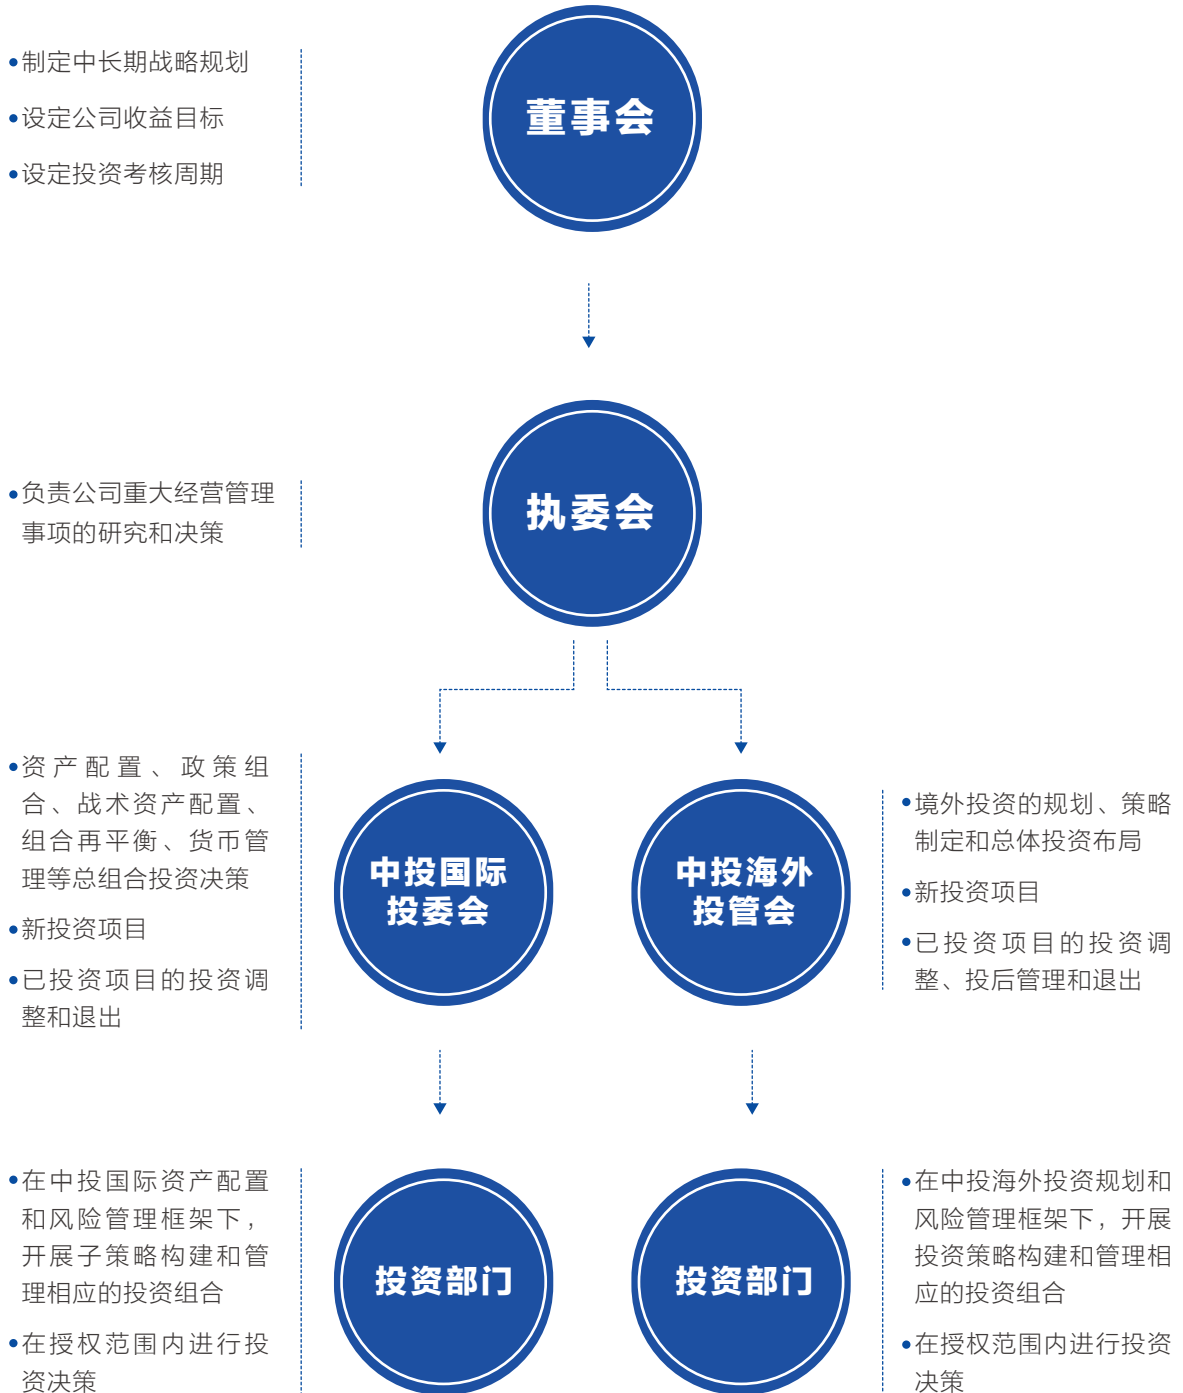 •制定中长期战略规划
•设定公司收益目标
•设定投资考核周期
董事会
•负责公司重大经营管理
事项的研究和决策
执委会
•资产配置、政策组
合、战术资产配置、
组合再平衡、货币管
理等总组合投资决策
•新投资项目
•已投资项目的投资调
整和退出
中投国际
投委会
中投海外
投管会
•境外投资的规划、策略
制定和总体投资布局
•新投资项目
•已投资项目的投资调
整、投后管理和退出
•在中投国际资产配置
和风险管理框架下，
开展子策略构建和管
理相应的投资组合
•在授权范围内进行投
资决策
投资部门
投资部门
•在中投海外投资规划和
风险管理框架下，开展
投资策略构建和管理相
应的投资组合
•在授权范围内进行投资
决策